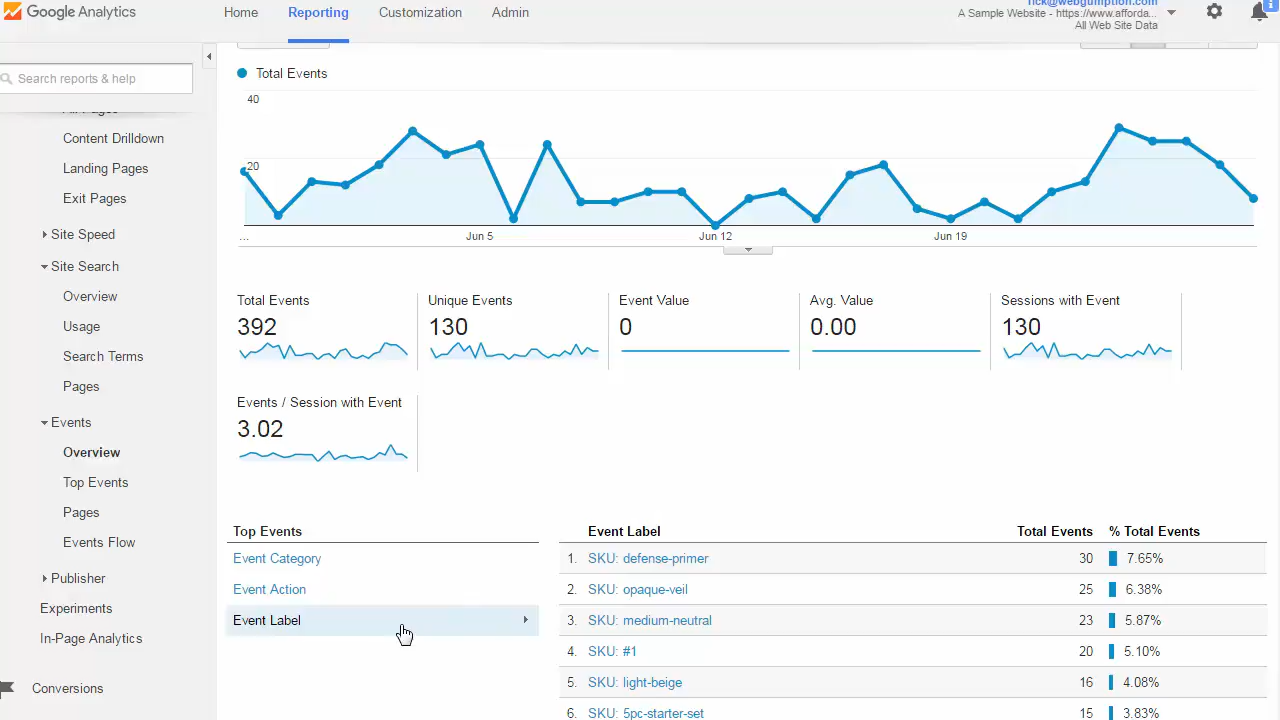 Google Analytics
Home
Reporting
Customization
Admin
rick@webgumption.com
A Sample Website - https://www.afforda...
All Web Site Data
Search reports & help
All Pages
Content Drilldown
Landing Pages
Exit Pages
Site Speed
Site Search
Overview
Usage
Search Terms
Pages
Events
Overview
Top Events
Pages
Events Flow
Publisher
Experiments
In-Page Analytics
Conversions
Total Events
40
20
...
Jun 5
Jun 12
Jun 19
Total Events
392
Unique Events
130
Event Value
0
Avg. Value
0.00
Sessions with Event
130
Events / Session with Event
3.02
Top Events
Event Category
Event Action
Event Label
Event Label Total Events % Total Events
1. SKU: defense-primer 30 7.65%
2. SKU: opaque-veil 25 6.38%
3. SKU: medium-neutral 23 5.87%
4. SKU: #1 20 5.10%
5. SKU: light-beige 16 4.08%
6. SKU: 5pc-starter-set 15 3.83%